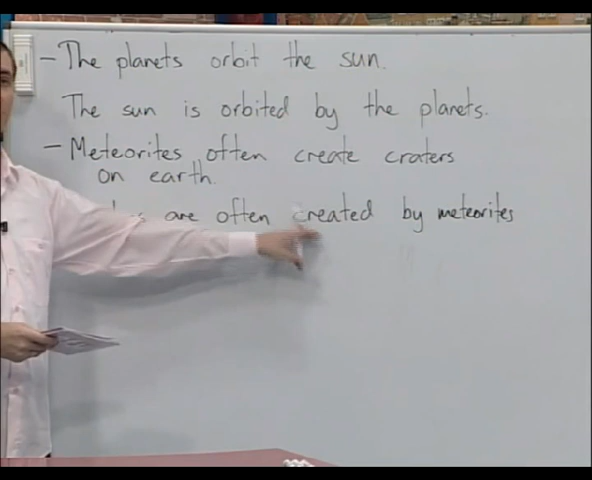 - The planets orbit the sun.
The sun is orbited by the planets.
- Meteorites often create craters
on earth.
are often created by meteorites